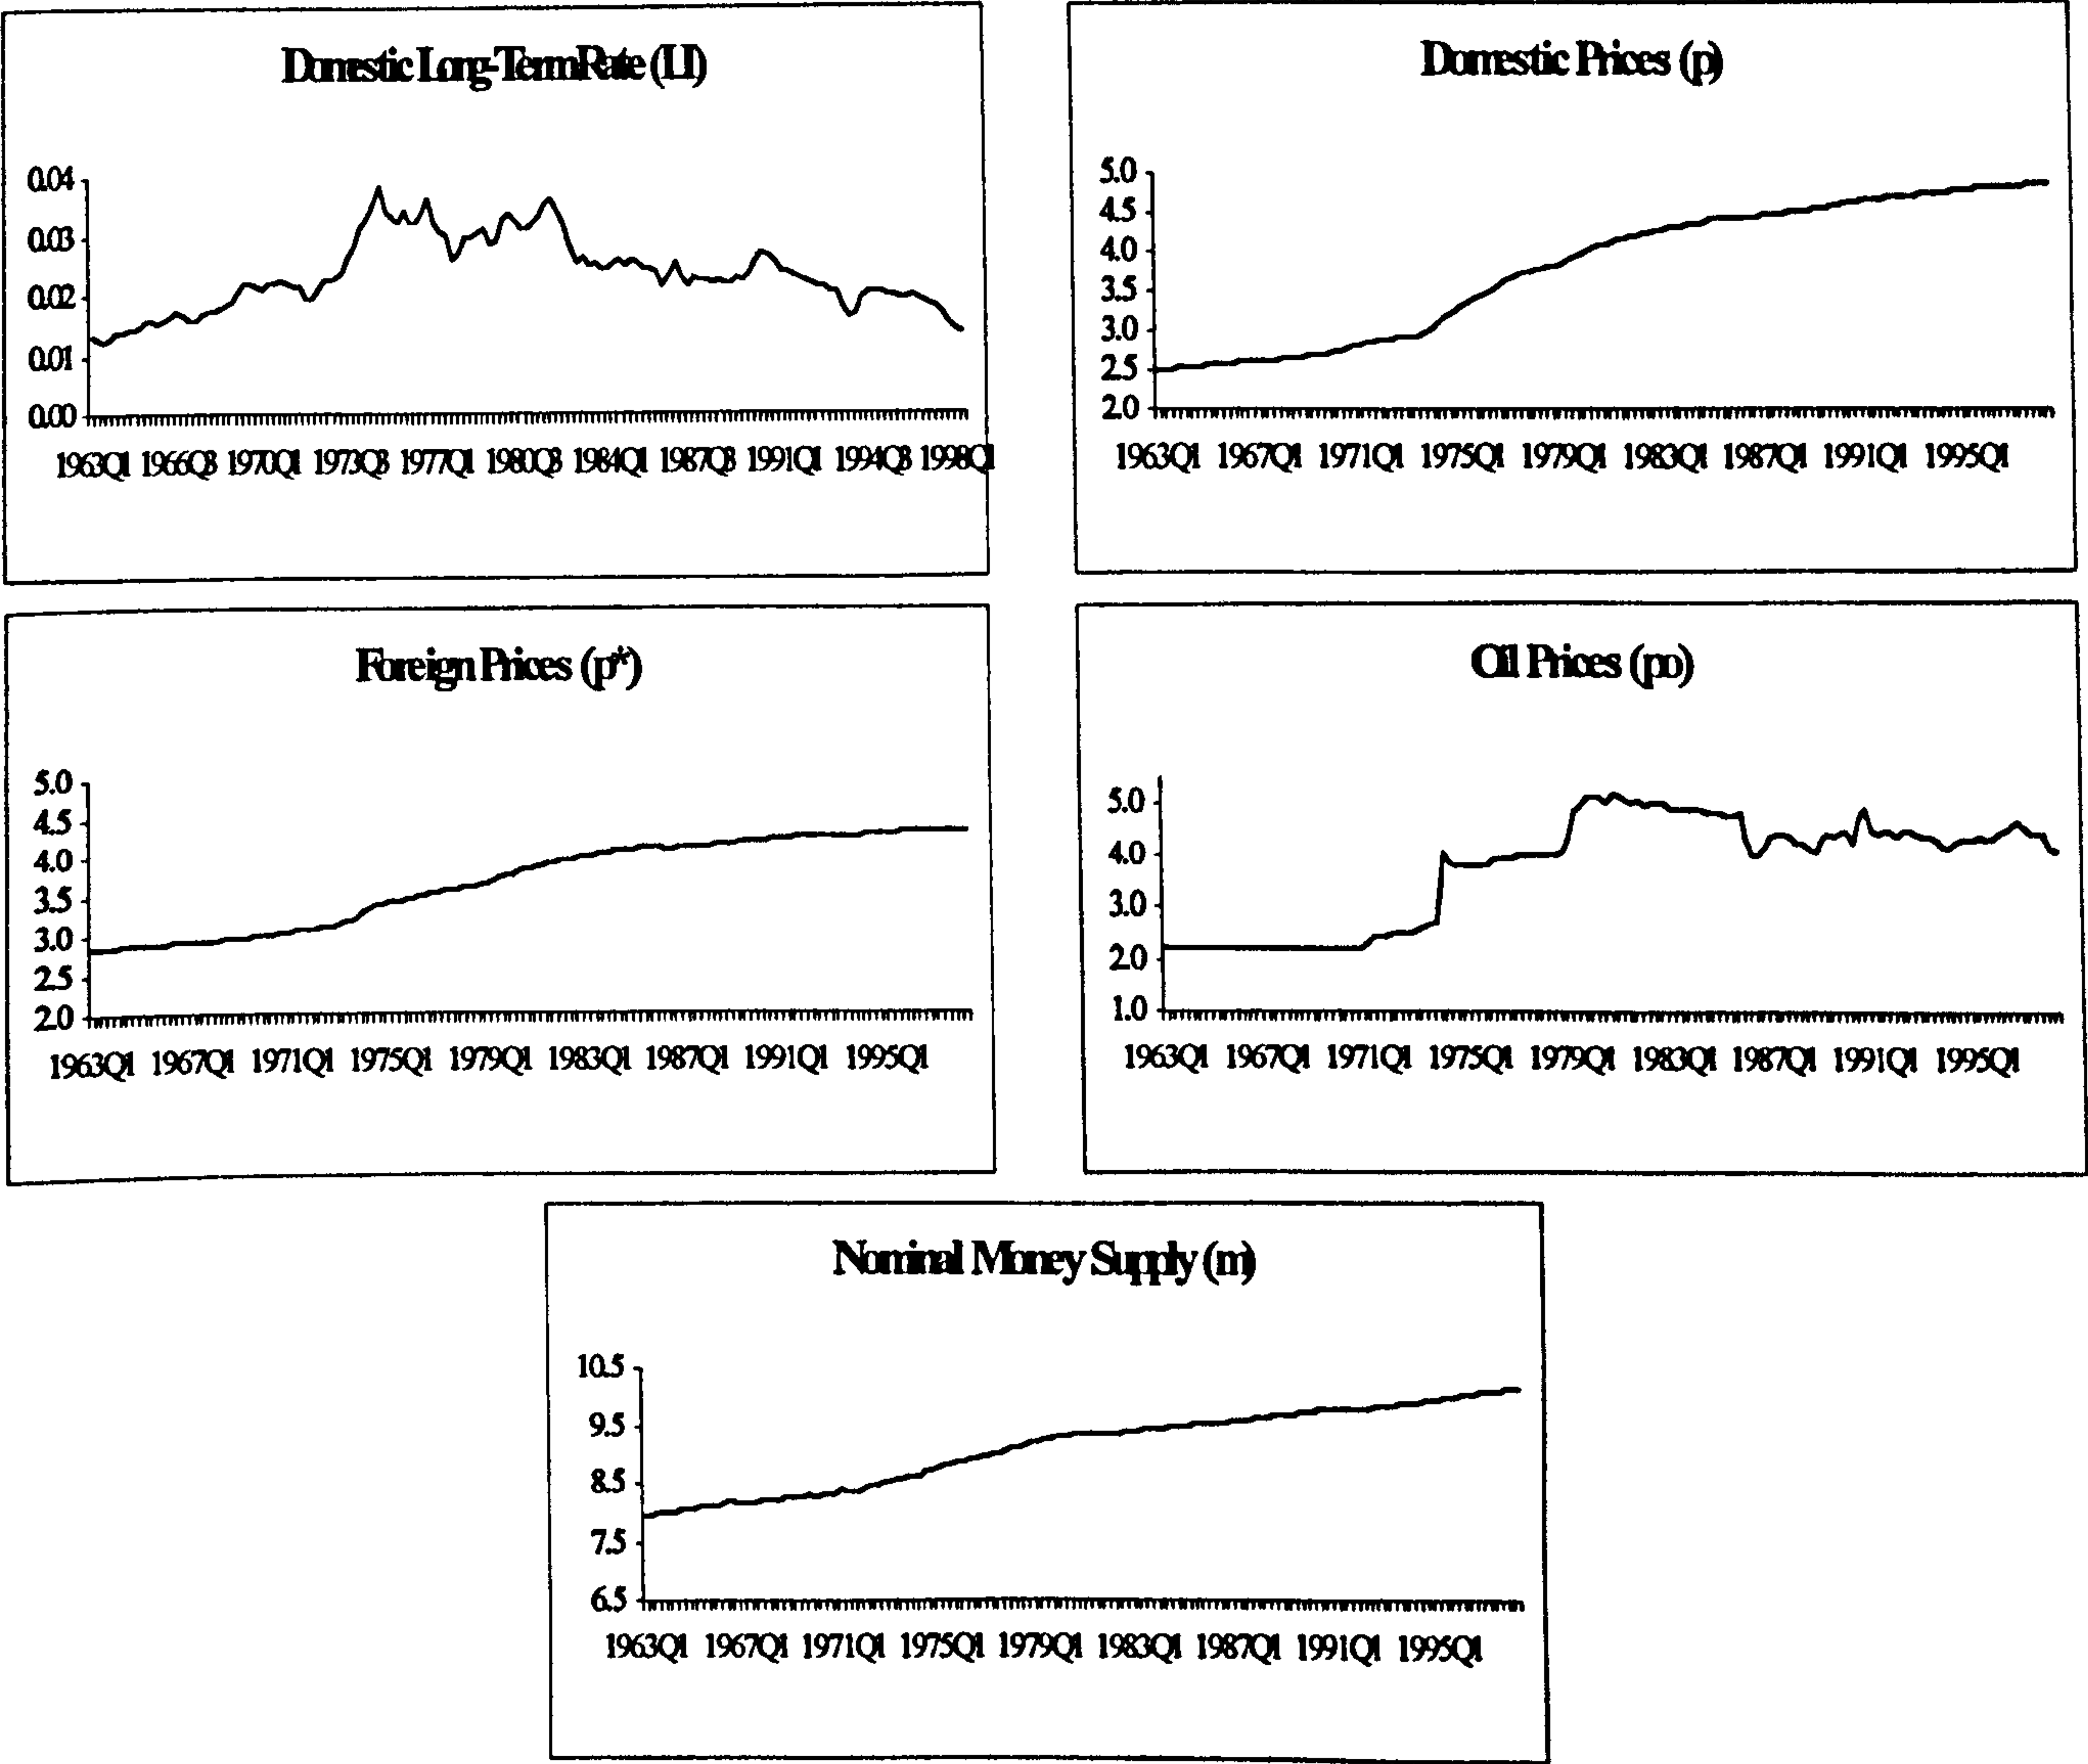 Domestic Long-Term Rate (LI)
0.04
0.03
0.02
0.01
0.00
1963Q1 1966Q3 1970Q1 1973Q3 1977Q1 1980Q3 1984Q1 1987Q3 1991Q1 1994Q3 1998Q1
Domestic Prices (p)
5.0
4.5
4.0
3.5
3.0
2.5
2.0
1963Q1 1967Q1 1971Q1 1975Q1 1979Q1 1983Q1 1987Q1 1991Q1 1995Q1
Foreign Prices (p*)
5.0
4.5
4.0
3.5
3.0
2.5
2.0
1963Q1 1967Q1 1971Q1 1975Q1 1979Q1 1983Q1 1987Q1 1991Q1 1995Q1
Oil Prices (po)
5.0
4.0
3.0
2.0
1.0
1963Q1 1967Q1 1971Q1 1975Q1 1979Q1 1983Q1 1987Q1 1991Q1 1995Q1
Nominal Money Supply (m)
10.5
9.5
8.5
7.5
6.5
1963Q1 1967Q1 1971Q1 1975Q1 1979Q1 1983Q1 1987Q1 1991Q1 1995Q1